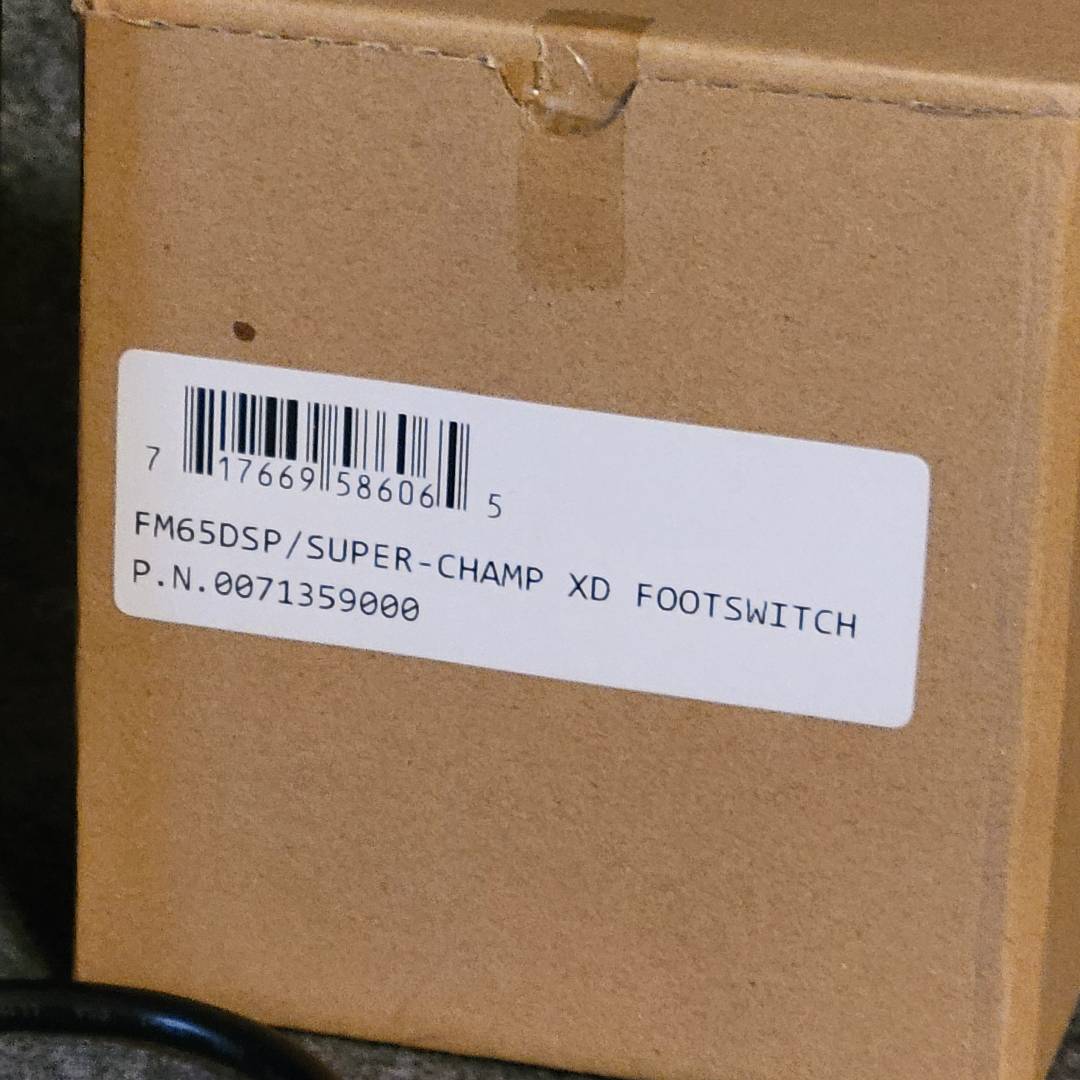 7 17669 58606 5
FM65DSP/SUPER-CHAMP XD FOOTSWITCH
P.N.0071359000